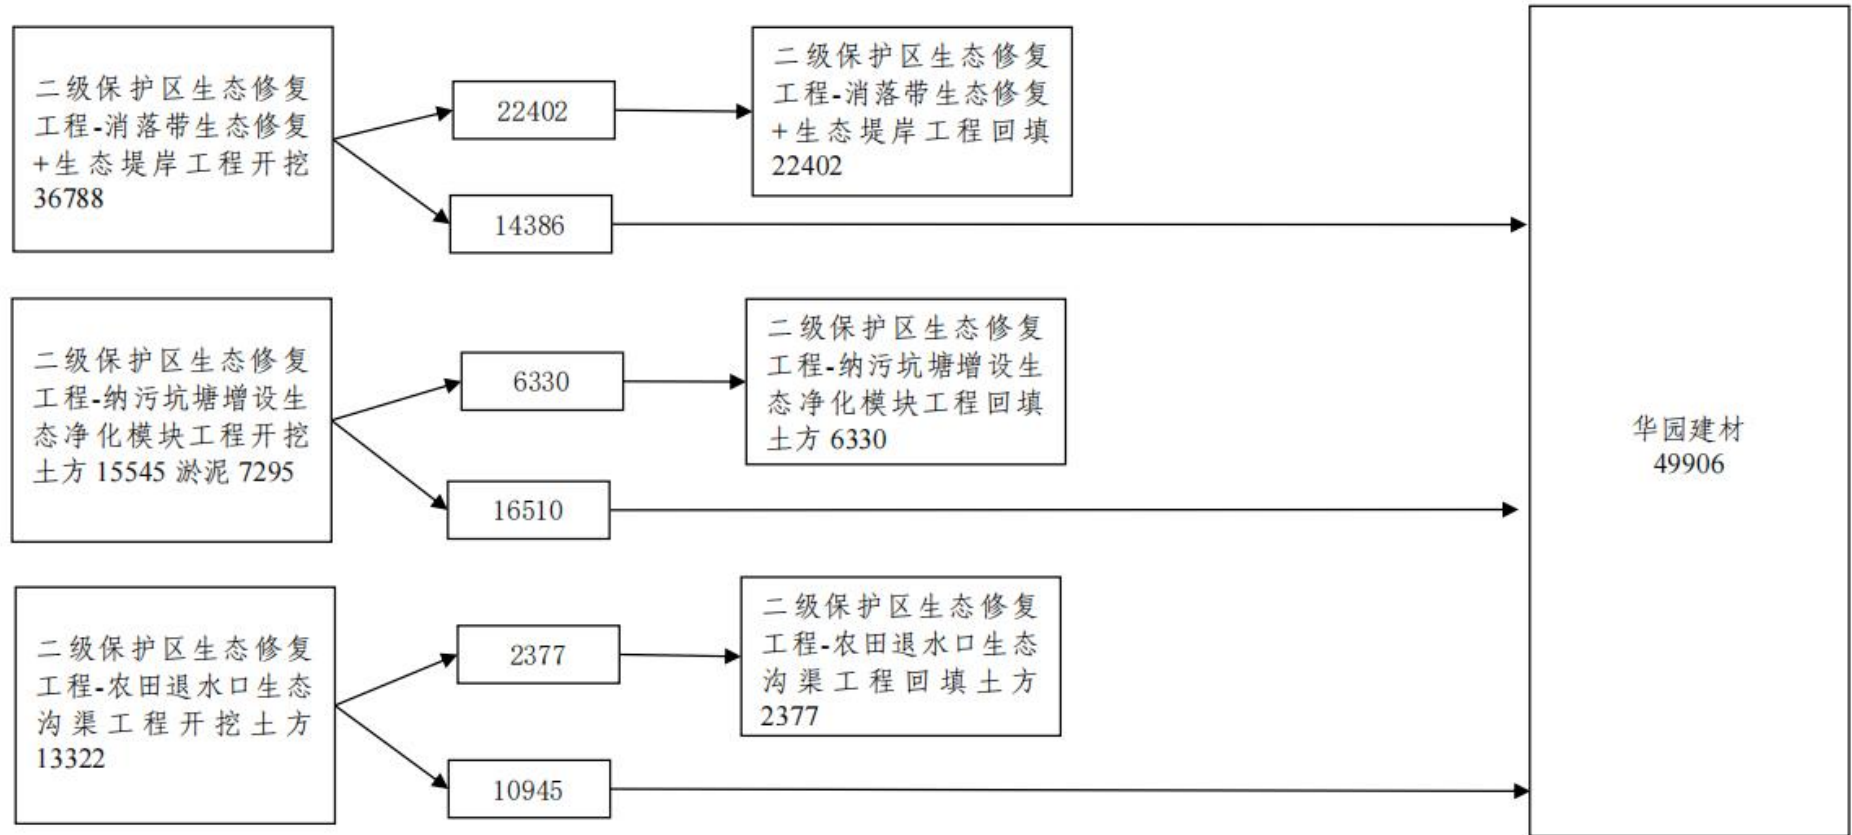 二级保护区生态修复
工程-消落带生态修复
+生态堤岸工程开挖
36788
22402
14386
二级保护区生态修复
工程-消落带生态修复
+生态堤岸工程回填
22402
二级保护区生态修复
工程-纳污坑塘增设生
态净化模块工程开挖
土方 15545 淤泥 7295
6330
16510
二级保护区生态修复
工程-纳污坑塘增设生
态净化模块工程回填
土方 6330
二级保护区生态修复
工程-农田退水口生态
沟渠工程开挖土方
13322
2377
10945
二级保护区生态修复
工程-农田退水口生态
沟渠工程回填土方
2377
华园建材
49906